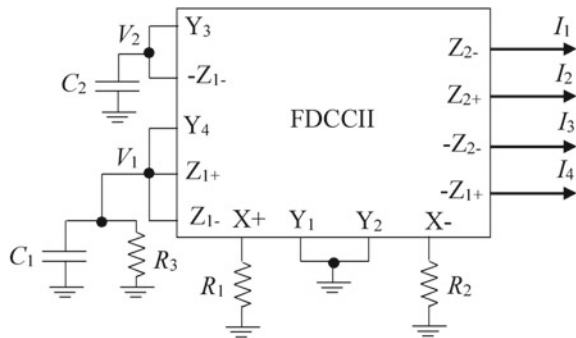 V2 Y3 Z2- I1
C2 -Z1- Z2+ I2
FDCCII
Y4 -Z2- I3
V1 Z1+ -Z1+ I4
Z1- X+ Y1 Y2 X-
C1 R3 R1 R2